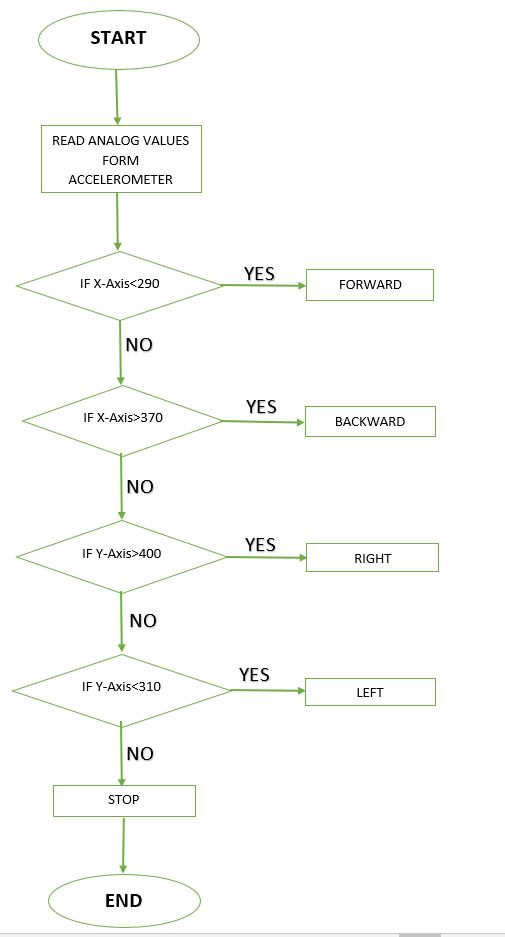 START
READ ANALOG VALUES
FORM
ACCELEROMETER
IF X-Axis<290
YES
FORWARD
NO
IF X-Axis>370
YES
BACKWARD
NO
IF Y-Axis>400
YES
RIGHT
NO
IF Y-Axis<310
YES
LEFT
NO
STOP
END